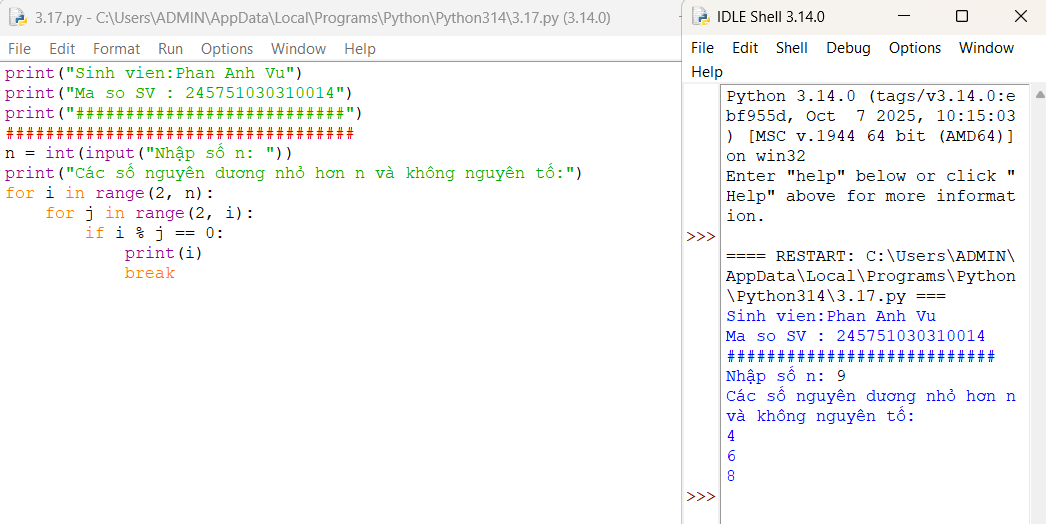 3.17.py - C:\Users\ADMIN\AppData\Local\Programs\Python\Python314\3.17.py (3.14.0)
File Edit Format Run Options Window Help
print("Sinh vien:Phan Anh Vu")
print("Ma so SV : 245751030310014")
print("###########################")
###################################
n = int(input("Nhập số n: "))
print("Các số nguyên dương nhỏ hơn n và không nguyên tố:")
for i in range(2, n):
    for j in range(2, i):
        if i % j == 0:
            print(i)
            break
IDLE Shell 3.14.0
File Edit Shell Debug Options Window
Help
Python 3.14.0 (tags/v3.14.0:e
bf955d, Oct  7 2025, 10:15:03
) [MSC v.1944 64 bit (AMD64)]
on win32
Enter "help" below or click "
Help" above for more informat
ion.
>>>
==== RESTART: C:\Users\ADMIN\
AppData\Local\Programs\Python
\Python314\3.17.py ===
Sinh vien:Phan Anh Vu
Ma so SV : 245751030310014
###########################
Nhập số n: 9
Các số nguyên dương nhỏ hơn n
và không nguyên tố:
4
6
8
>>>